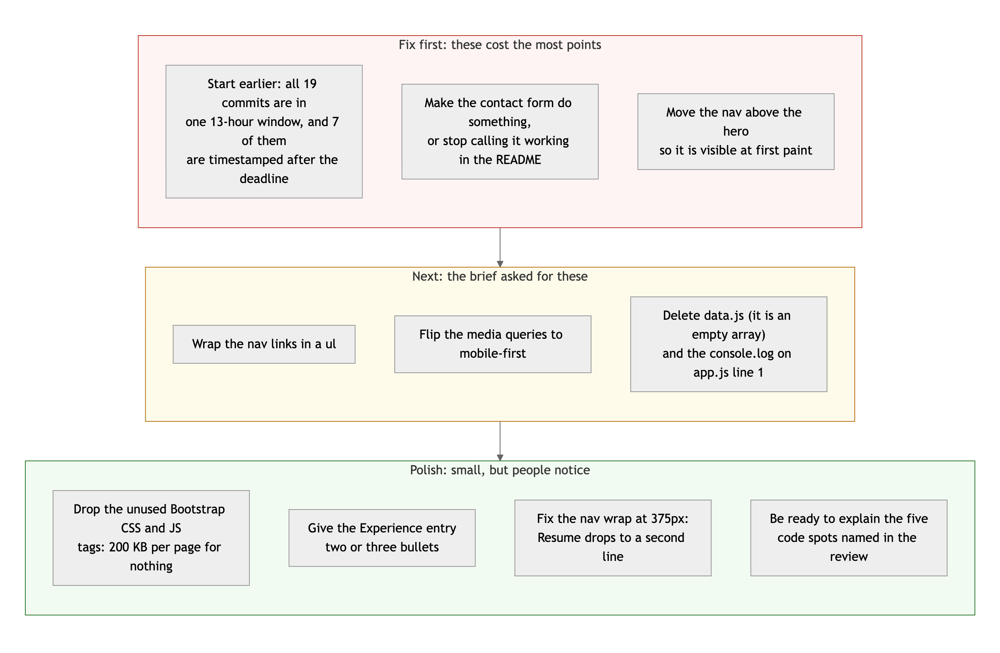 Fix first: these cost the most points
Start earlier: all 19
commits are in
one 13-hour window, and 7
of them
are timestamped after the
deadline
Make the contact form do
something,
or stop calling it working
in the README
Move the nav above the
hero
so it is visible at first paint
Next: the brief asked for these
Wrap the nav links in a ul
Flip the media queries to
mobile-first
Delete data.js (it is an
empty array)
and the console.log on
app.js line 1
Polish: small, but people notice
Drop the unused Bootstrap
CSS and JS
tags: 200 KB per page for
nothing
Give the Experience entry
two or three bullets
Fix the nav wrap at 375px:
Resume drops to a second
line
Be ready to explain the five
code spots named in the
review